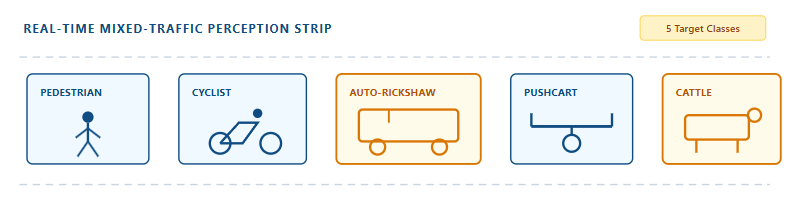 REAL-TIME MIXED-TRAFFIC PERCEPTION STRIP
5 Target Classes
PEDESTRIAN
CYCLIST
AUTO-RICKSHAW
PUSHCART
CATTLE